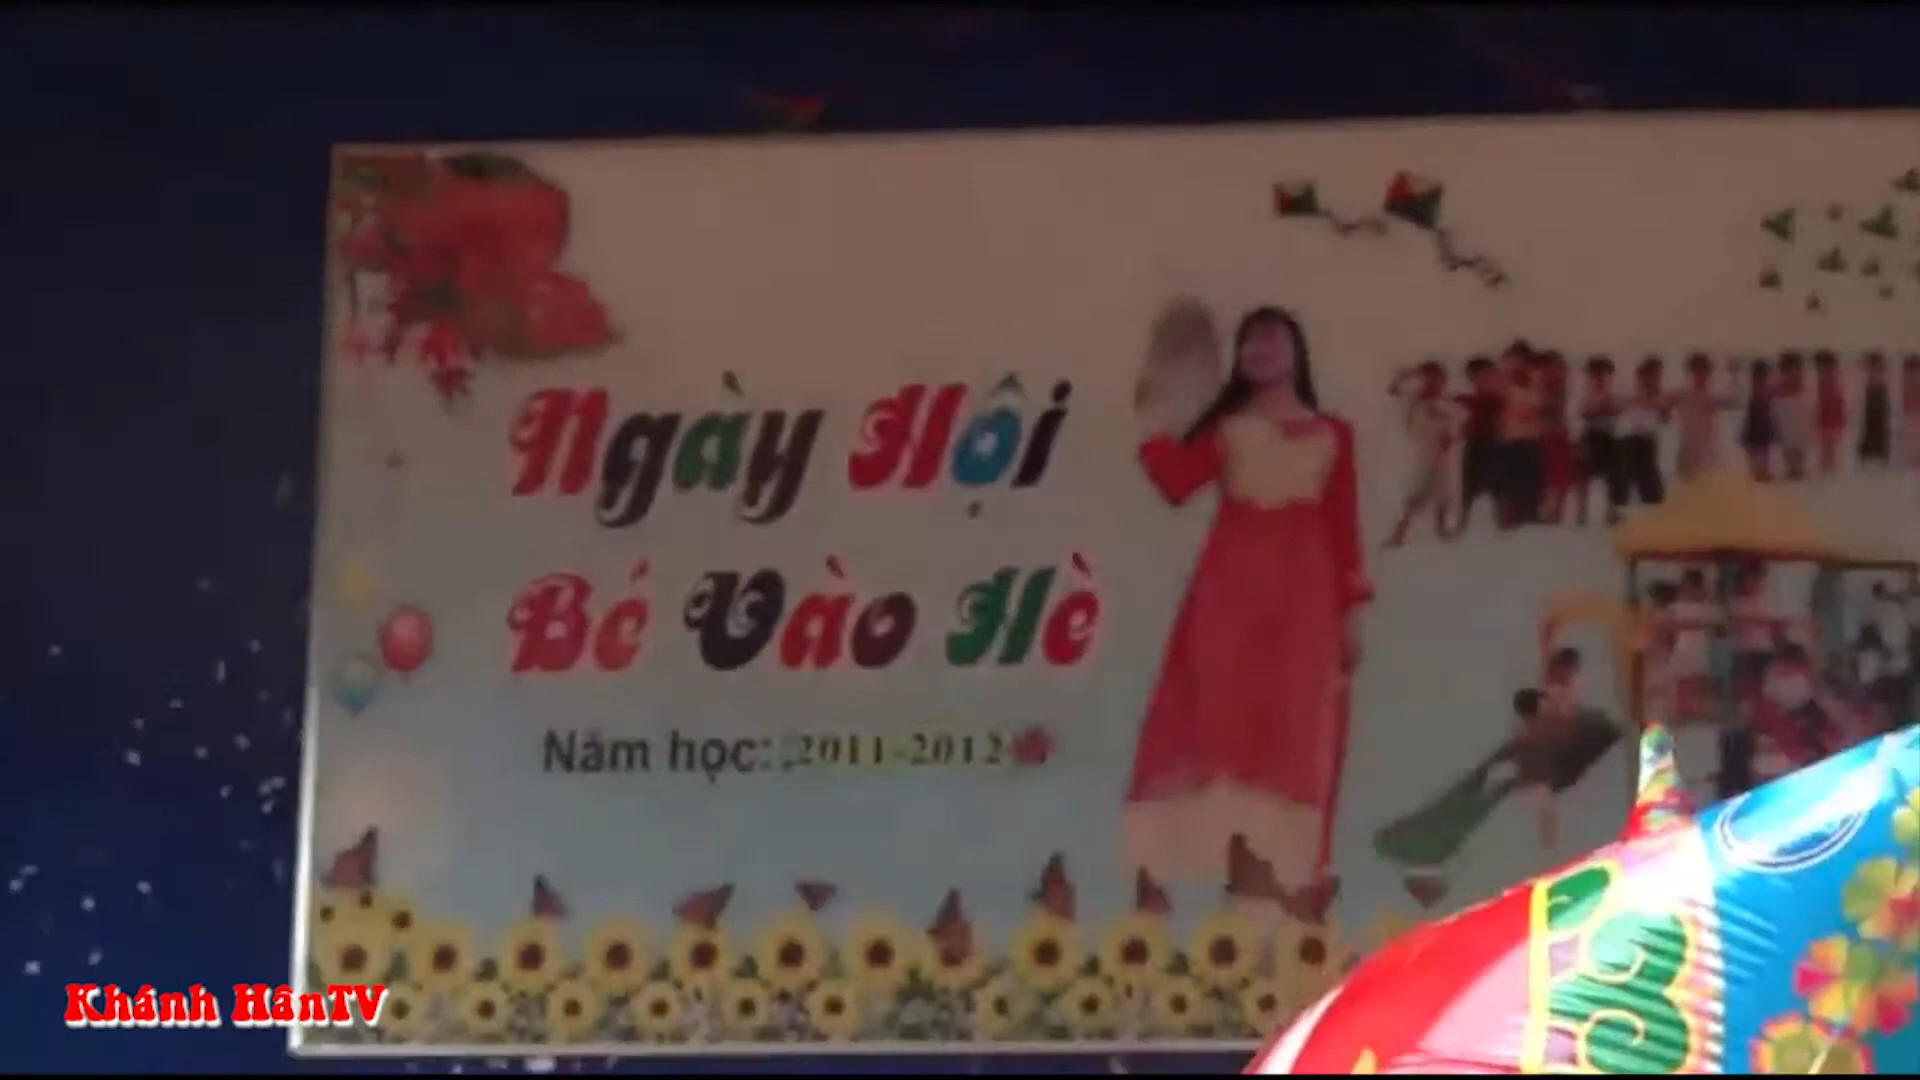 Ngày Hội
Bé Vào Hè
Năm học: 2011-2012
Khánh HânTV